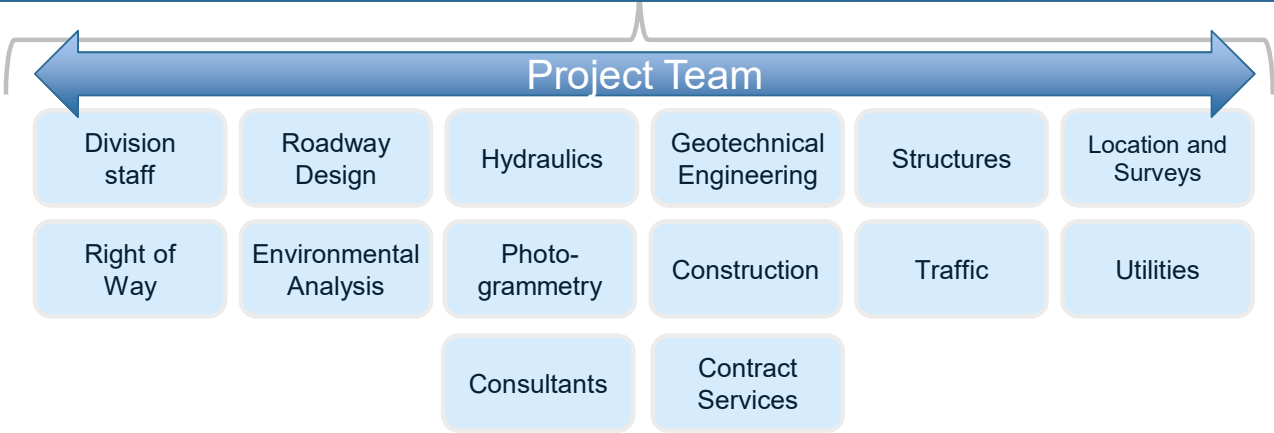 Project Team
Division
staff
Roadway
Design
Hydraulics
Geotechnical
Engineering
Structures
Location and
Surveys
Right of
Way
Environmental
Analysis
Photo-
grammetry
Construction
Traffic
Utilities
Consultants
Contract
Services